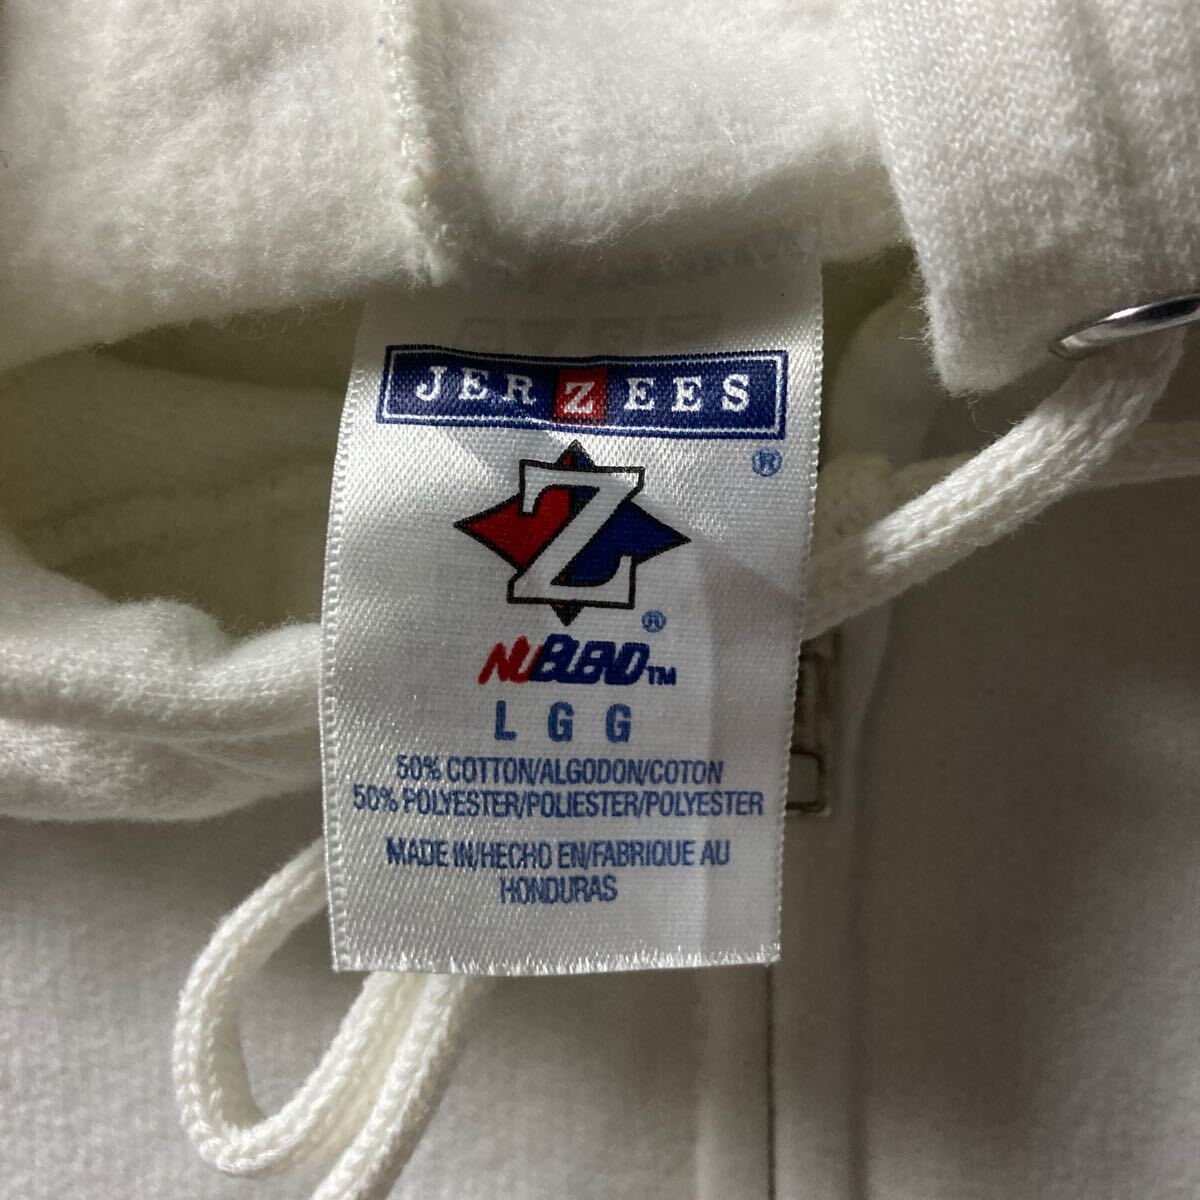 JERZEES
®
Z
®
NUBLEND™
L G G
50% COTTON/ALGODON/COTON
50% POLYESTER/POLIESTER/POLYESTER
MADE IN/HECHO EN/FABRIQUE AU
HONDURAS